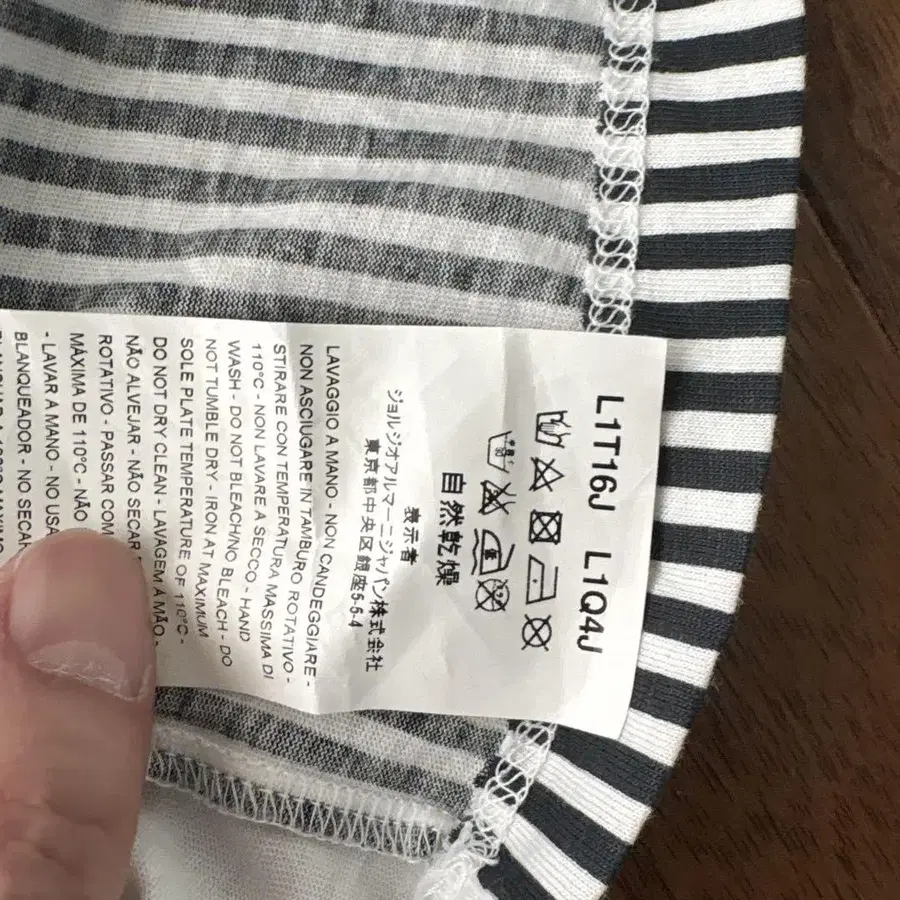 L1T16J L1Q4J
自然乾燥
表示者
ジョルジオアルマーニジャパン株式会社
東京都中央区銀座5-5-4
LAVAGGIO A MANO - NON CANDEGGIARE -
NON ASCIUGARE IN TAMBURO ROTATIVO -
STIRARE CON TEMPERATURA MASSIMA DI
110°C - NON LAVARE A SECCO - HAND
WASH - DO NOT BLEACH/NO BLEACH - DO
NOT TUMBLE DRY - IRON AT MAXIMUM
SOLE PLATE TEMPERATURE OF 110°C -
DO NOT DRY CLEAN - LAVAGEM À MÃO -
NÃO ALVEJAR - NÃO SECAR
ROTATIVO - PASSAR COM
MÁXIMA DE 110°C - NÃO
- LAVAR A MANO - NO USA
BLANQUEADOR - NO SECAR